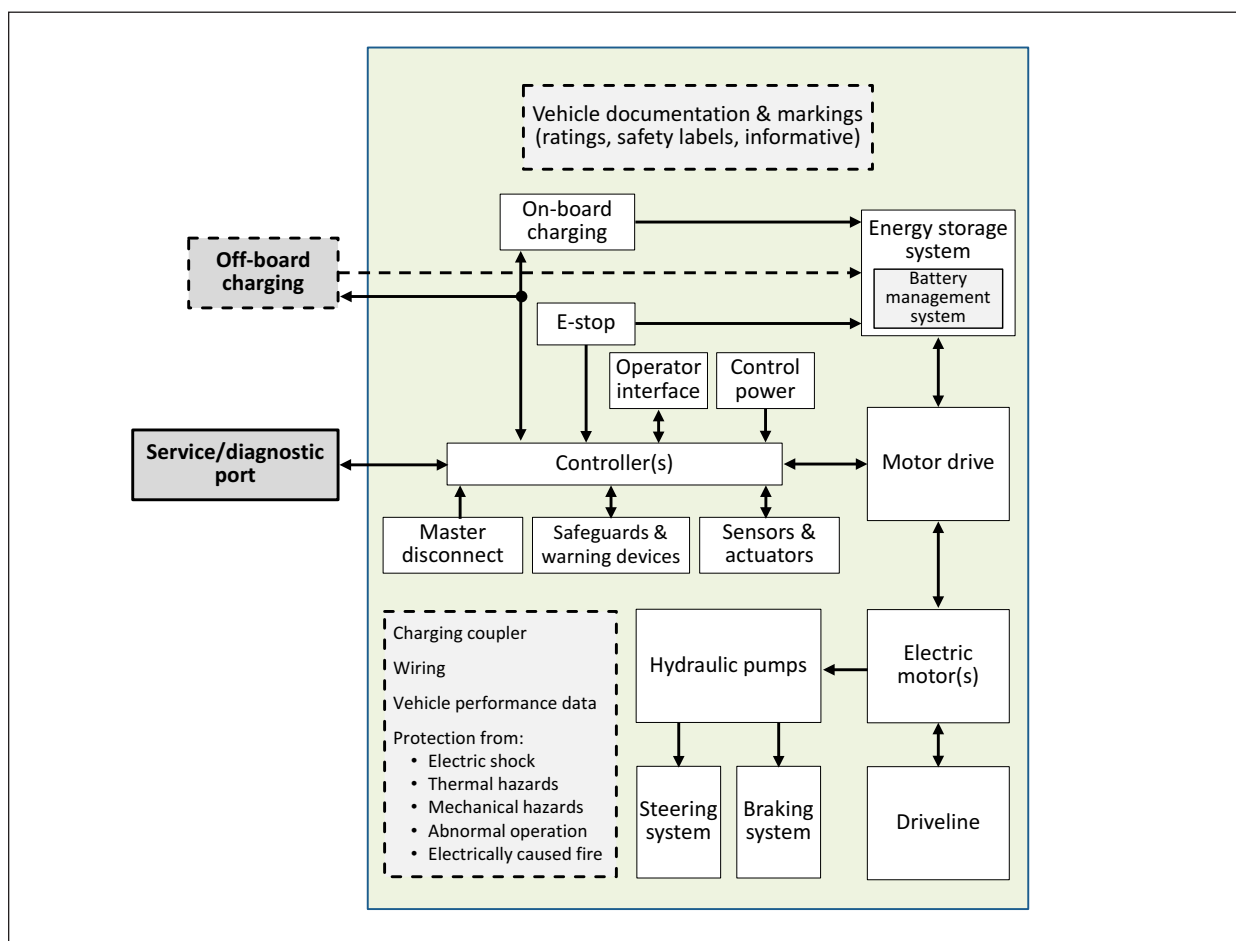 Vehicle documentation & markings
(ratings, safety labels, informative)
On-board
charging
Energy storage
system
Battery
management
system
Off-board
charging
E-stop
Operator
interface
Control
power
Service/diagnostic
port
Controller(s)
Motor drive
Master
disconnect
Safeguards &
warning devices
Sensors &
actuators
Charging coupler
Wiring
Vehicle performance data
Protection from:
• Electric shock
• Thermal hazards
• Mechanical hazards
• Abnormal operation
• Electrically caused fire
Hydraulic pumps
Electric
motor(s)
Steering
system
Braking
system
Driveline